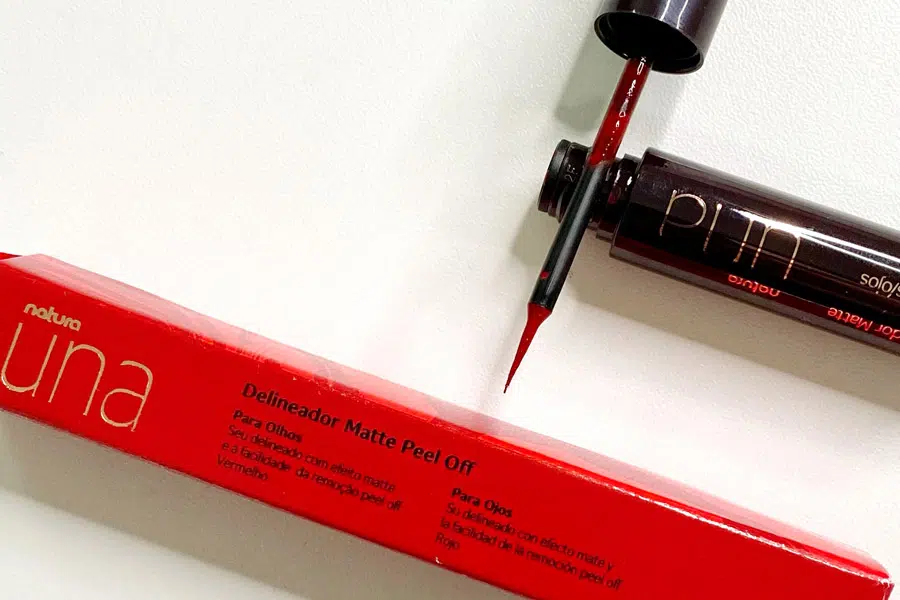 natura
una
Delineador Matte Peel Off
Para Olhos
Seu delineado com efeito matte
e a facilidade da remoção peel off
Vermelho
Para Ojos
Su delineado con efecto mate y
la facilidad de la remoción peel off
Rojo
una
natura
s/ojos
dor Matte